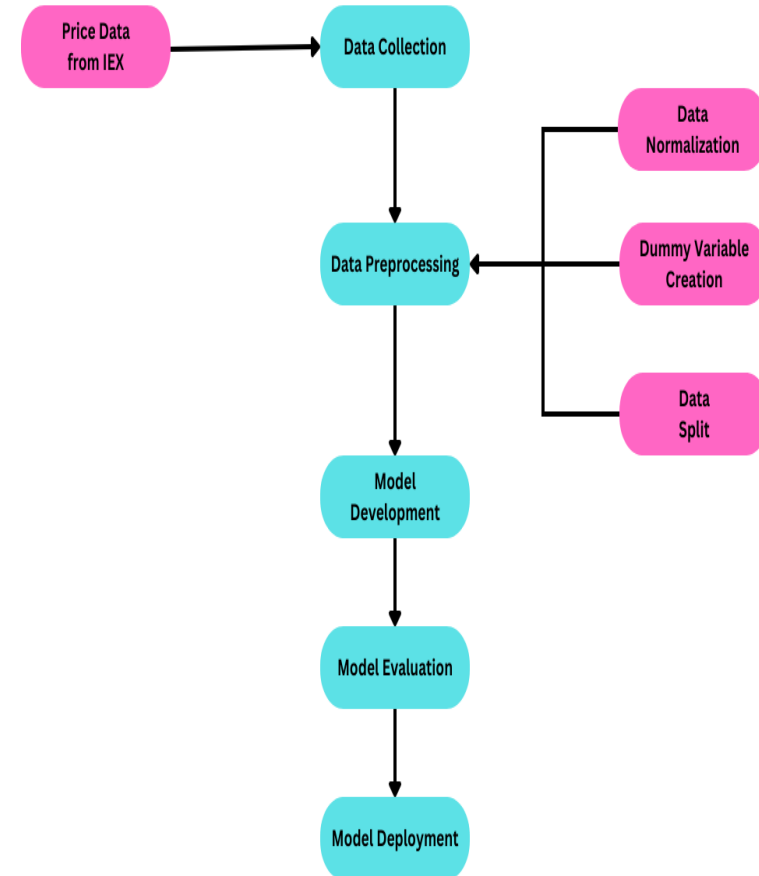 Price Data
from IEX
Data Collection
Data
Normalization
Data Preprocessing
Dummy Variable
Creation
Data
Split
Model
Development
Model Evaluation
Model Deployment